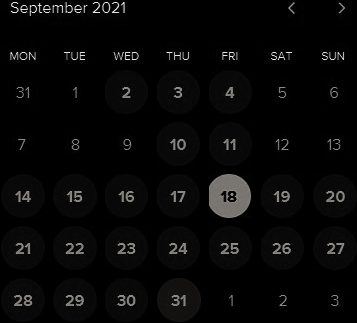 September 2021
MON TUE WED THU FRI SAT SUN
31 1 2 3 4 5 6
7 8 9 10 11 12 13
14 15 16 17 18 19 20
21 22 23 24 25 26 27
28 29 30 31 1 2 3